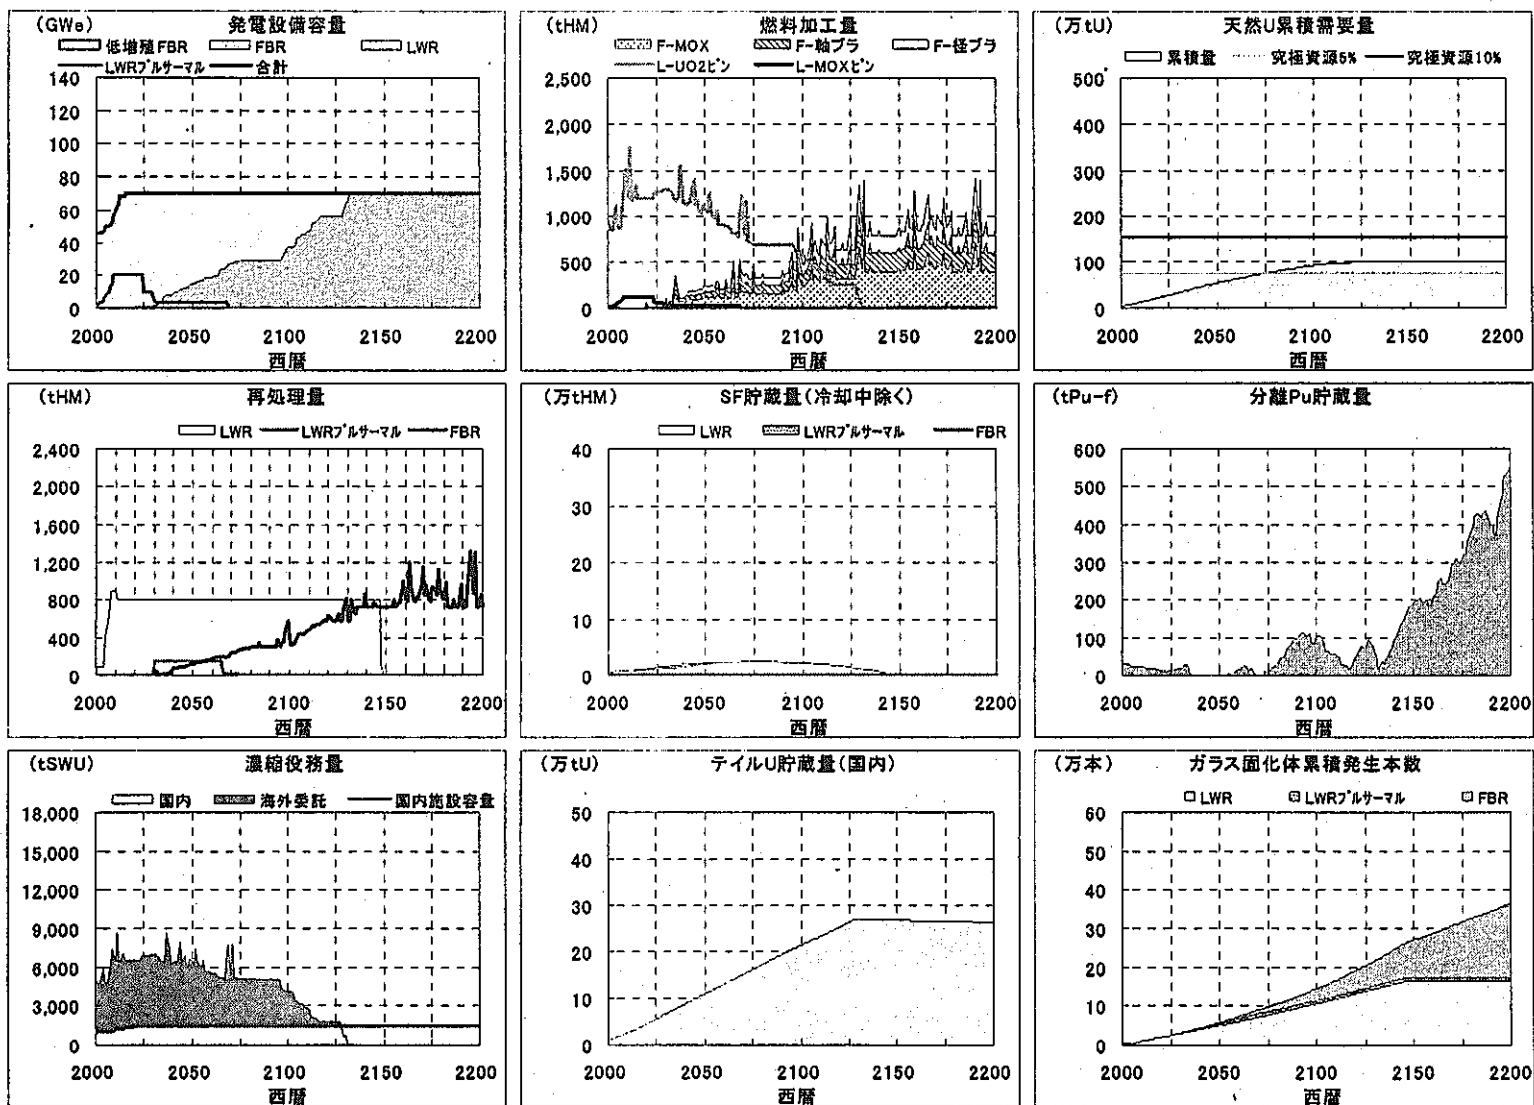 (GWe) 発電設備容量
低増殖FBR FBR LWR
LWRプルサーマル 合計
140
120
100
80
60
40
20
0
2000 2050 2100 2150 2200
西暦
(tHM) 燃料加工量
F-MOX F-軸ブラ F-径ブラ
L-UO2ピン L-MOXピン
2,500
2,000
1,500
1,000
500
0
2000 2050 2100 2150 2200
西暦
(万tU) 天然U累積需要量
累積量 究極資源5% 究極資源10%
500
400
300
200
100
0
2000 2050 2100 2150 2200
西暦
(tHM) 再処理量
LWR LWRプルサーマル FBR
2,400
2,000
1,600
1,200
800
400
0
2000 2050 2100 2150 2200
西暦
(万tHM) SF貯蔵量(冷却中除く)
LWR LWRプルサーマル FBR
40
30
20
10
0
2000 2050 2100 2150 2200
西暦
(tPu-f) 分離Pu貯蔵量
600
500
400
300
200
100
0
2000 2050 2100 2150 2200
西暦
(tSWU) 濃縮役務量
国内 海外委託 国内施設容量
18,000
15,000
12,000
9,000
6,000
3,000
0
2000 2050 2100 2150 2200
西暦
(万tU) テイルU貯蔵量(国内)
50
40
30
20
10
0
2000 2050 2100 2150 2200
西暦
(万本) ガラス固化体累積発生本数
LWR LWRプルサーマル FBR
60
50
40
30
20
10
0
2000 2050 2100 2150 2200
西暦